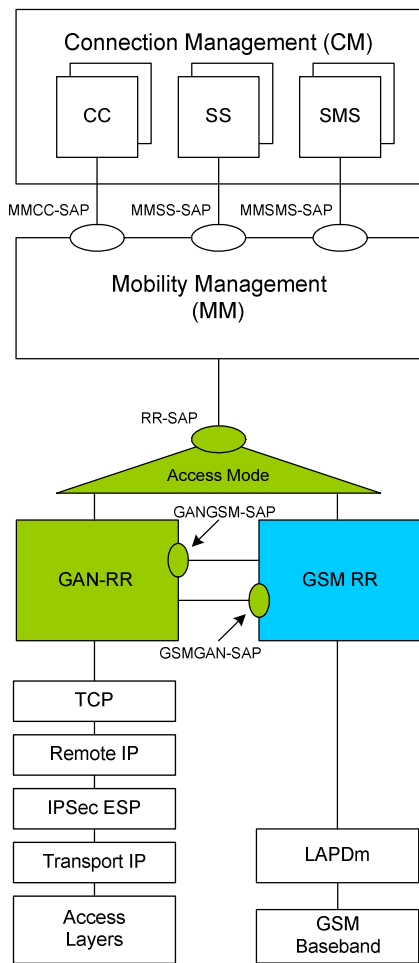 Connection Management (CM)
CC
SS
SMS
MMCC-SAP
MMSS-SAP
MMSMS-SAP
Mobility Management
(MM)
RR-SAP
Access Mode
GANGSM-SAP
GAN-RR
GSM RR
GSMGAN-SAP
TCP
Remote IP
IPSec ESP
Transport IP
LAPDm
Access
Layers
GSM
Baseband